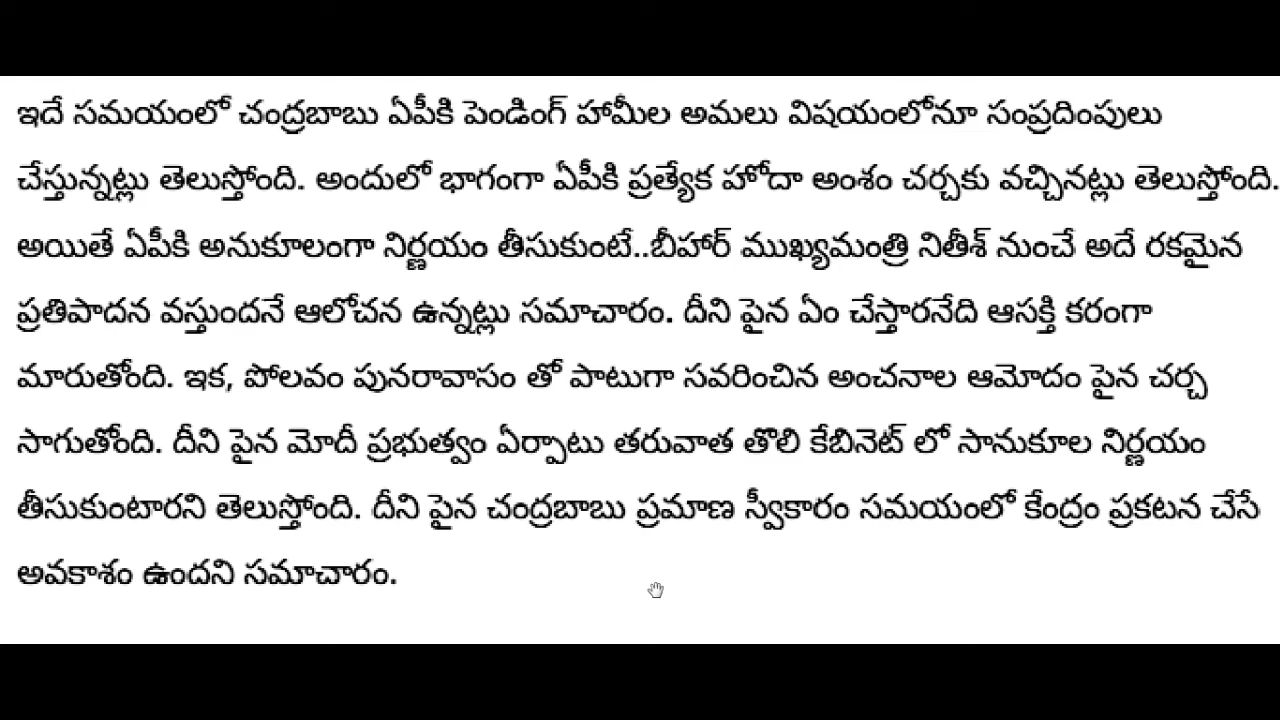 ఇదే సమయంలో చంద్రబాబు ఏపీకి పెండింగ్ హామీల అమలు విషయంలోనూ సంప్రదింపులు
చేస్తున్నట్లు తెలుస్తోంది. అందులో భాగంగా ఏపీకి ప్రత్యేక హోదా అంశం చర్చకు వచ్చినట్లు తెలుస్తోంది.
అయితే ఏపీకి అనుకూలంగా నిర్ణయం తీసుకుంటే..బీహార్ ముఖ్యమంత్రి నితీశ్ నుంచే అదే రకమైన
ప్రతిపాదన వస్తుందనే ఆలోచన ఉన్నట్లు సమాచారం. దీని పైన ఏం చేస్తారనేది ఆసక్తి కరంగా
మారుతోంది. ఇక, పోలవం పునరావాసం తో పాటుగా సవరించిన అంచనాల ఆమోదం పైన చర్చ
సాగుతోంది. దీని పైన మోదీ ప్రభుత్వం ఏర్పాటు తరువాత తొలి కేబినెట్ లో సానుకూల నిర్ణయం
తీసుకుంటారని తెలుస్తోంది. దీని పైన చంద్రబాబు ప్రమాణ స్వీకారం సమయంలో కేంద్రం ప్రకటన చేసే
అవకాశం ఉందని సమాచారం.